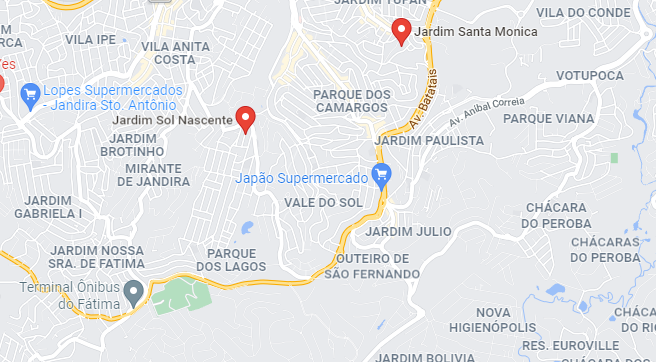 JARDIM TUPAN
VILA DO CONDE
Jardim Santa Monica
VILA IPE
VILA ANITA
COSTA
VOTUPOCA
Lopes Supermercados
- Jandira Sto. Antônio
PARQUE DOS
CAMARGOS
Av. Batatais
Av. Aníbal Correia
Jardim Sol Nascente
PARQUE VIANA
JARDIM
BROTINHO
JARDIM PAULISTA
MIRANTE
DE JANDIRA
Japão Supermercado
JARDIM
GABRIELA I
VALE DO SOL
CHÁCARA
DO PEROBA
JARDIM JULIO
JARDIM NOSSA
SRA. DE FATIMA
PARQUE
DOS LAGOS
CHÁCARAS
DO PEROBA
OUTEIRO DE
SÃO FERNANDO
Terminal Ônibus
do Fátima
NOVA
HIGIENÓPOLIS
RES. EUROVILLE
JARDIM BOLIVIA
CHÁCARAS DOS